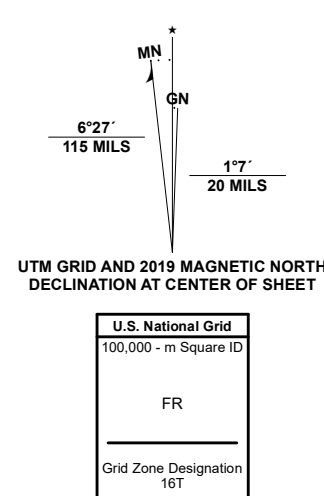 ★
MN
GN
6°27´
115 MILS
1°7´
20 MILS
UTM GRID AND 2019 MAGNETIC NORTH
DECLINATION AT CENTER OF SHEET
U.S. National Grid
100,000 - m Square ID
FR
Grid Zone Designation
16T